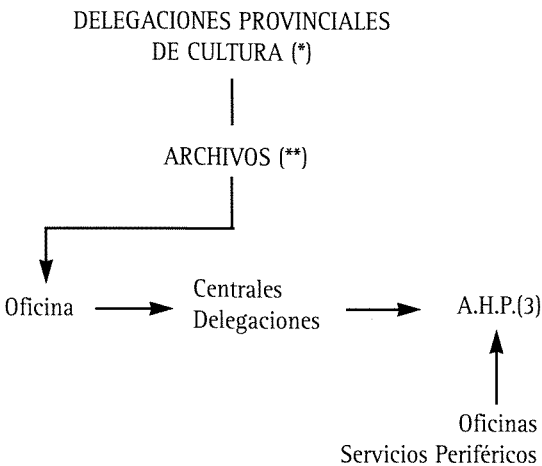 DELEGACIONES PROVINCIALES
DE CULTURA (*)
ARCHIVOS (**)
Oficina
Centrales
Delegaciones
A.H.P.(3)
Oficinas
Servicios Periféricos